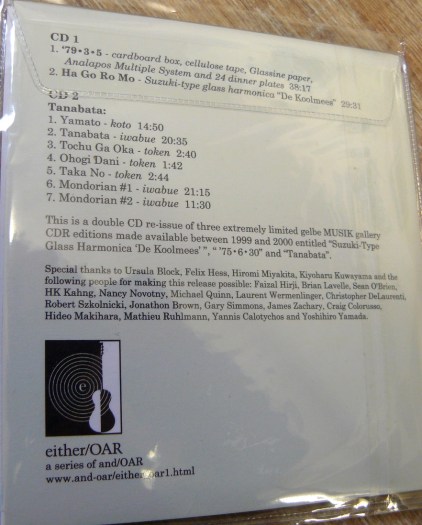 CD 1
1. '79•3•5 - cardboard box, cellulose tape, Glassine paper,
Analapos Multiple System and 24 dinner plates 38:17
2. Ha Go Ro Mo - Suzuki-type glass harmonica "De Koolmees" 29:31
CD 2
Tanabata:
1. Yamato - koto 14:50
2. Tanabata - iwabue 20:35
3. Tochu Ga Oka - token 2:40
4. Ohogi Dani - token 1:42
5. Taka No - token 2:44
6. Mondorian #1 - iwabue 21:15
7. Mondorian #2 - iwabue 11:30
This is a double CD re-issue of three extremely limited gelbe MUSIK gallery
CDR editions made available between 1999 and 2000 entitled "Suzuki-Type
Glass Harmonica 'De Koolmees'", " '75•6•30" and "Tanabata".
Special thanks to Ursula Block, Felix Hess, Hiromi Miyakita, Kiyoharu Kuwayama and the
following people for making this release possible: Faizal Hirji, Brian Lavelle, Sean O'Brien,
HK Kahng, Nancy Novotny, Michael Quinn, Laurent Wermenlinger, Christopher DeLaurenti,
Robert Szkolnicki, Jonathon Brown, Gary Simmons, James Zachary, Craig Colorusso,
Hideo Makihara, Mathieu Ruhlmann, Yannis Calotychos and Yoshihiro Yamada.
e
either/OAR
a series of and/OAR
www.and-oar/either_oar1.html